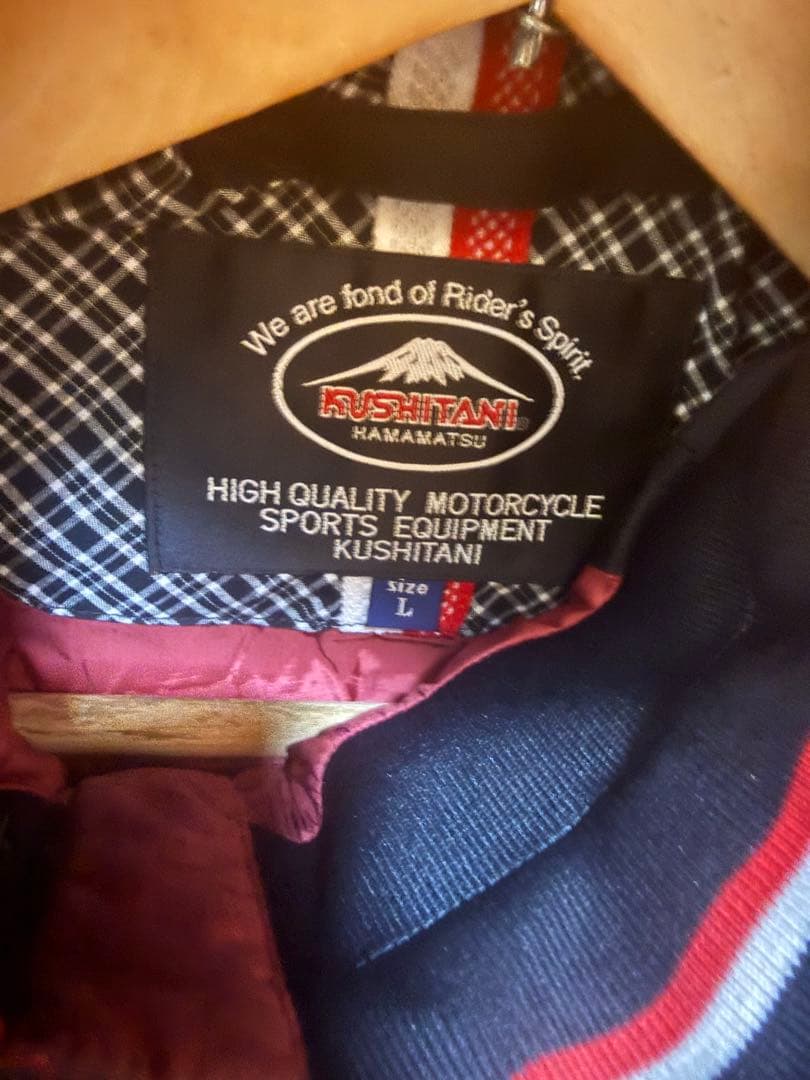 We are fond of Rider's Spirit.
KUSHITANI®
HAMAMATSU
HIGH QUALITY MOTORCYCLE
SPORTS EQUIPMENT
KUSHITANI
size
L